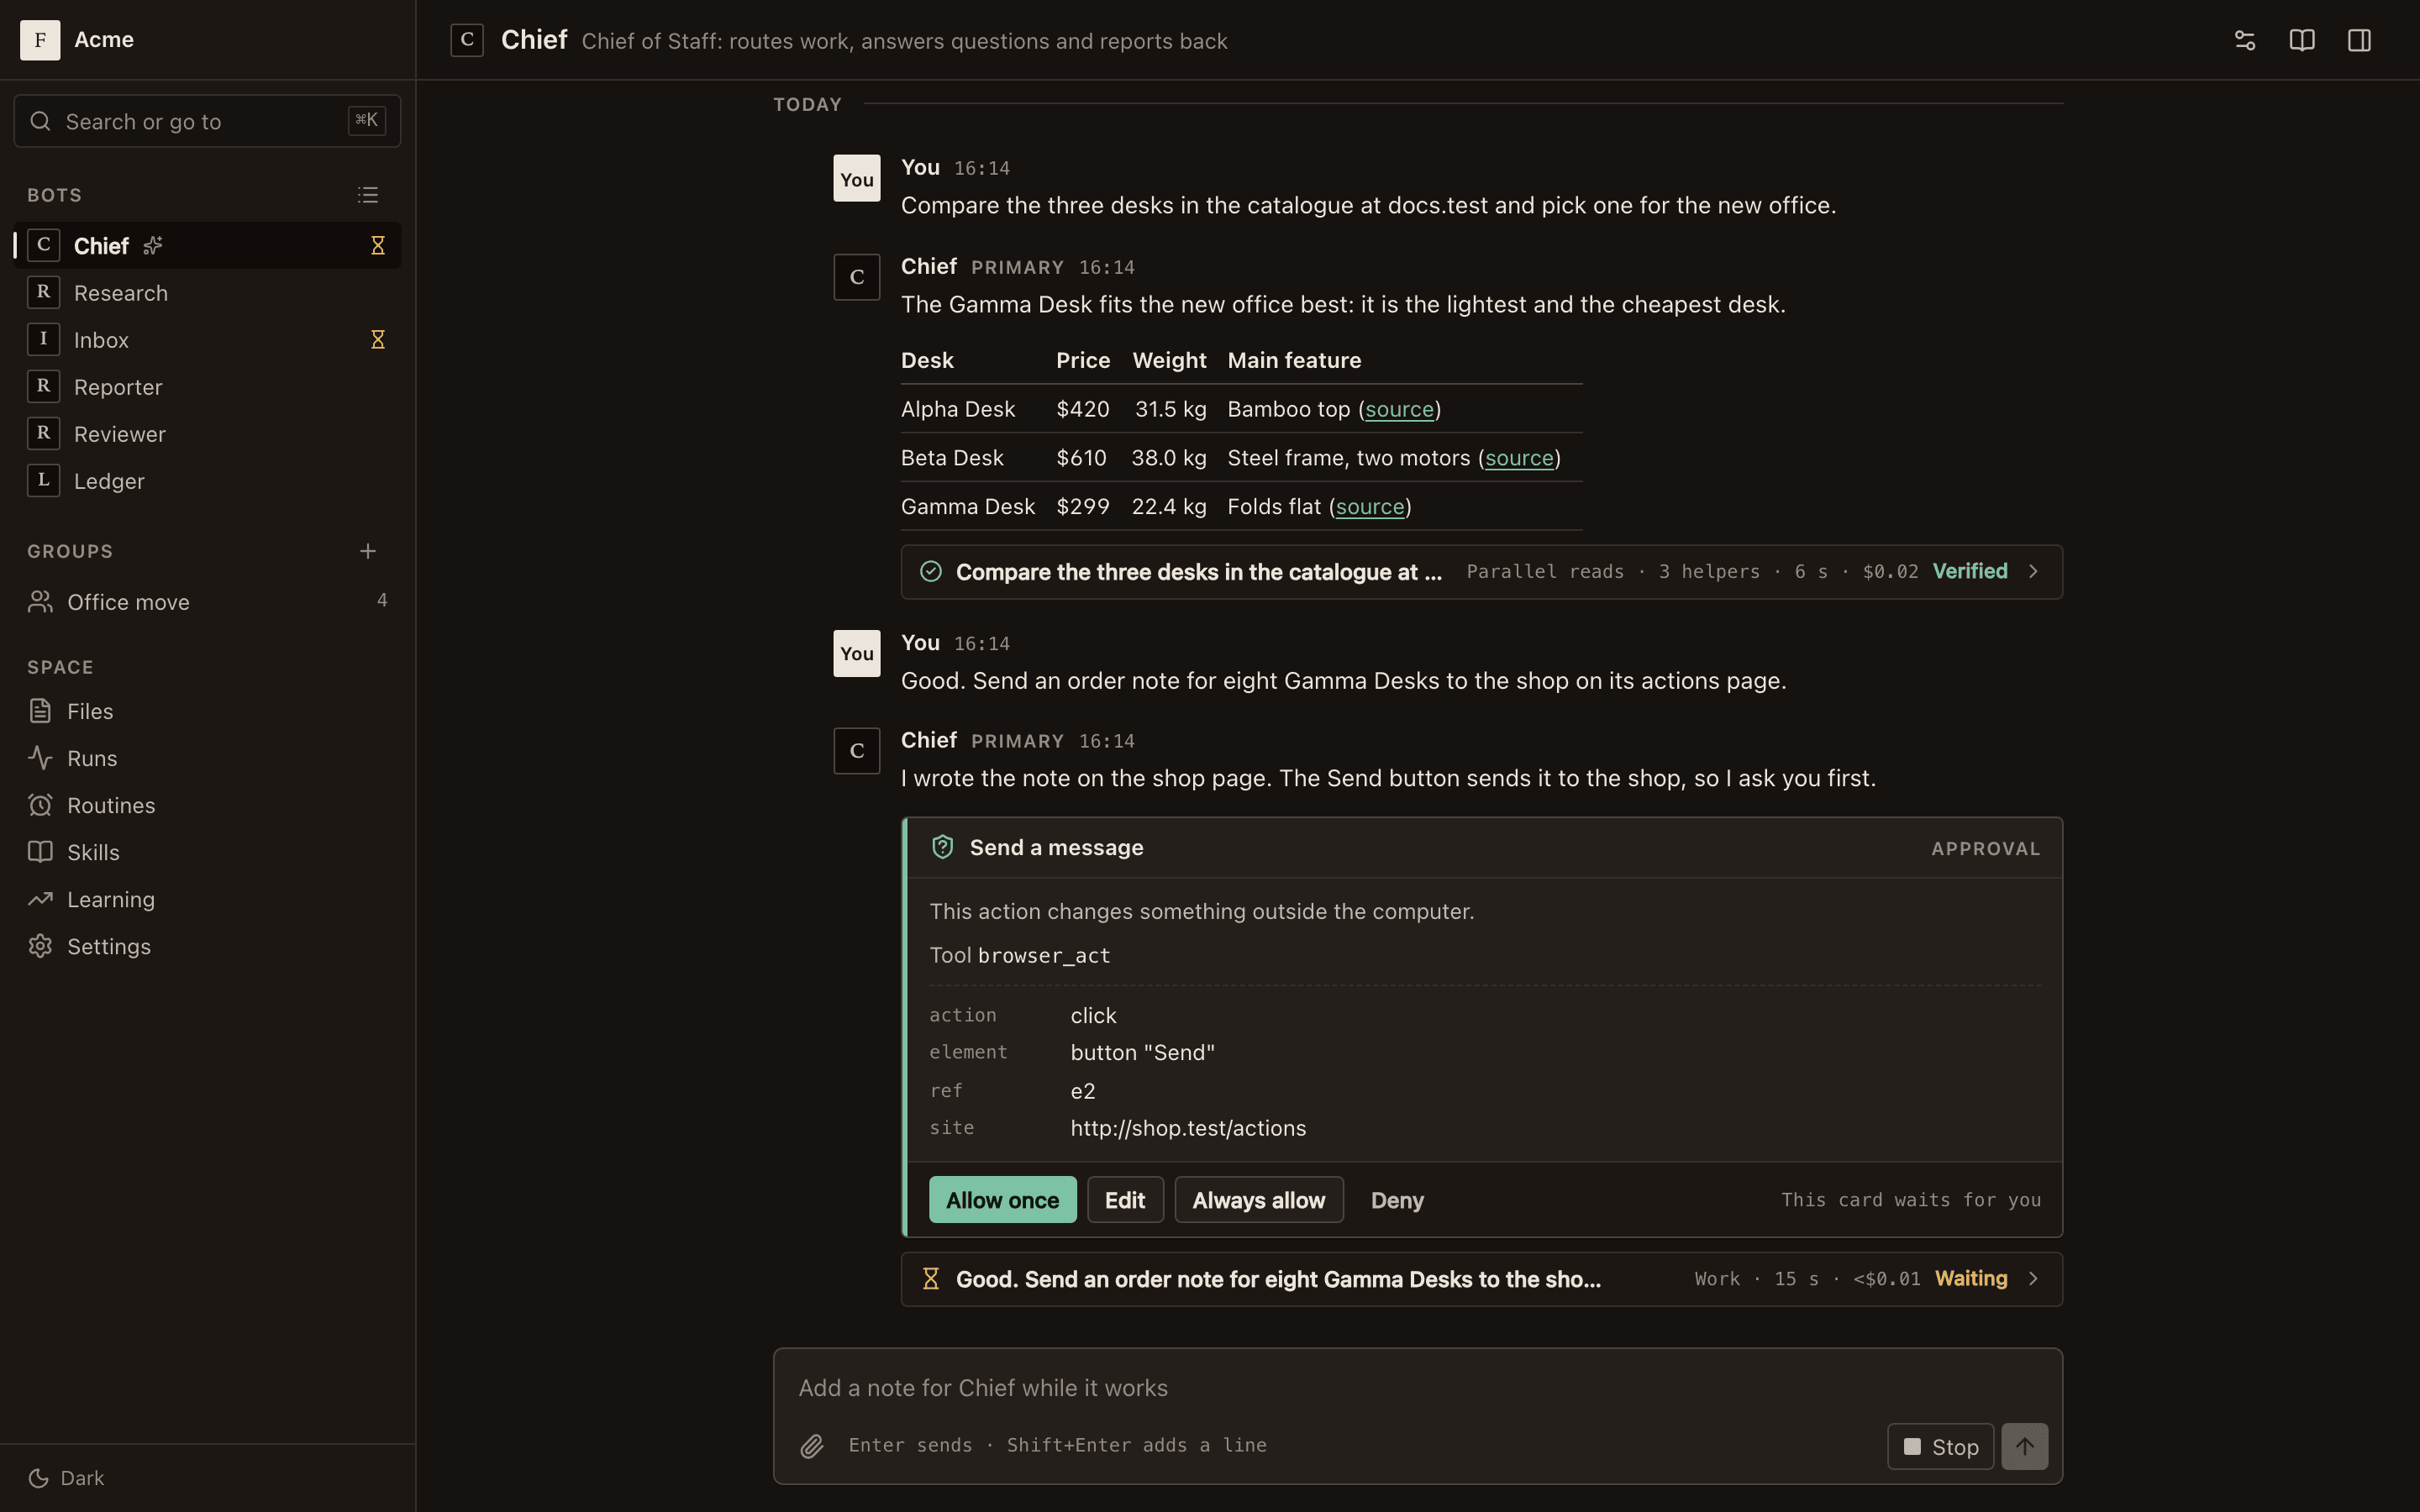 F Acme
Search or go to ⌘K
BOTS
C Chief
R Research
I Inbox
R Reporter
R Reviewer
L Ledger
GROUPS
Office move 4
SPACE
Files
Runs
Routines
Skills
Learning
Settings
Dark
C Chief Chief of Staff: routes work, answers questions and reports back
TODAY
You You 16:14
Compare the three desks in the catalogue at docs.test and pick one for the new office.
C Chief PRIMARY 16:14
The Gamma Desk fits the new office best: it is the lightest and the cheapest desk.
Desk Price Weight Main feature
Alpha Desk $420 31.5 kg Bamboo top (source)
Beta Desk $610 38.0 kg Steel frame, two motors (source)
Gamma Desk $299 22.4 kg Folds flat (source)
Compare the three desks in the catalogue at ... Parallel reads · 3 helpers · 6 s · $0.02 Verified
You You 16:14
Good. Send an order note for eight Gamma Desks to the shop on its actions page.
C Chief PRIMARY 16:14
I wrote the note on the shop page. The Send button sends it to the shop, so I ask you first.
Send a message APPROVAL
This action changes something outside the computer.
Tool browser_act
action click
element button "Send"
ref e2
site http://shop.test/actions
Allow once Edit Always allow Deny This card waits for you
Good. Send an order note for eight Gamma Desks to the sho... Work · 15 s · <$0.01 Waiting
Add a note for Chief while it works
Enter sends · Shift+Enter adds a line Stop